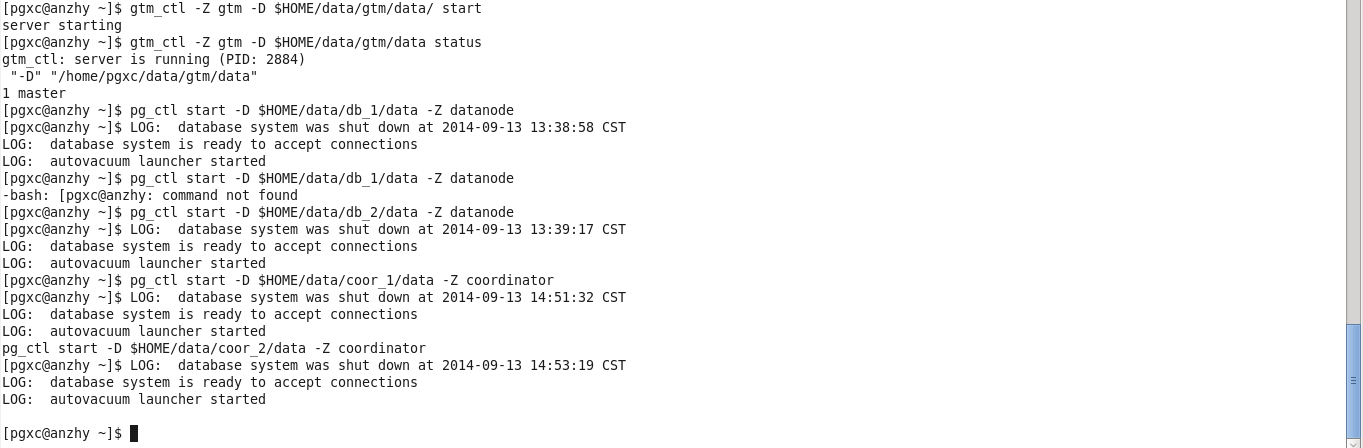 [pgxc@anzhy ~]$ gtm_ctl -Z gtm -D $HOME/data/gtm/data/ start
server starting
[pgxc@anzhy ~]$ gtm_ctl -Z gtm -D $HOME/data/gtm/data status
gtm_ctl: server is running (PID: 2884)
 "-D" "/home/pgxc/data/gtm/data"
1 master
[pgxc@anzhy ~]$ pg_ctl start -D $HOME/data/db_1/data -Z datanode
[pgxc@anzhy ~]$ LOG:  database system was shut down at 2014-09-13 13:38:58 CST
LOG:  database system is ready to accept connections
LOG:  autovacuum launcher started
[pgxc@anzhy ~]$ pg_ctl start -D $HOME/data/db_1/data -Z datanode
-bash: [pgxc@anzhy: command not found
[pgxc@anzhy ~]$ pg_ctl start -D $HOME/data/db_2/data -Z datanode
[pgxc@anzhy ~]$ LOG:  database system was shut down at 2014-09-13 13:39:17 CST
LOG:  database system is ready to accept connections
LOG:  autovacuum launcher started
[pgxc@anzhy ~]$ pg_ctl start -D $HOME/data/coor_1/data -Z coordinator
[pgxc@anzhy ~]$ LOG:  database system was shut down at 2014-09-13 14:51:32 CST
LOG:  database system is ready to accept connections
LOG:  autovacuum launcher started
pg_ctl start -D $HOME/data/coor_2/data -Z coordinator
[pgxc@anzhy ~]$ LOG:  database system was shut down at 2014-09-13 14:53:19 CST
LOG:  database system is ready to accept connections
LOG:  autovacuum launcher started
[pgxc@anzhy ~]$